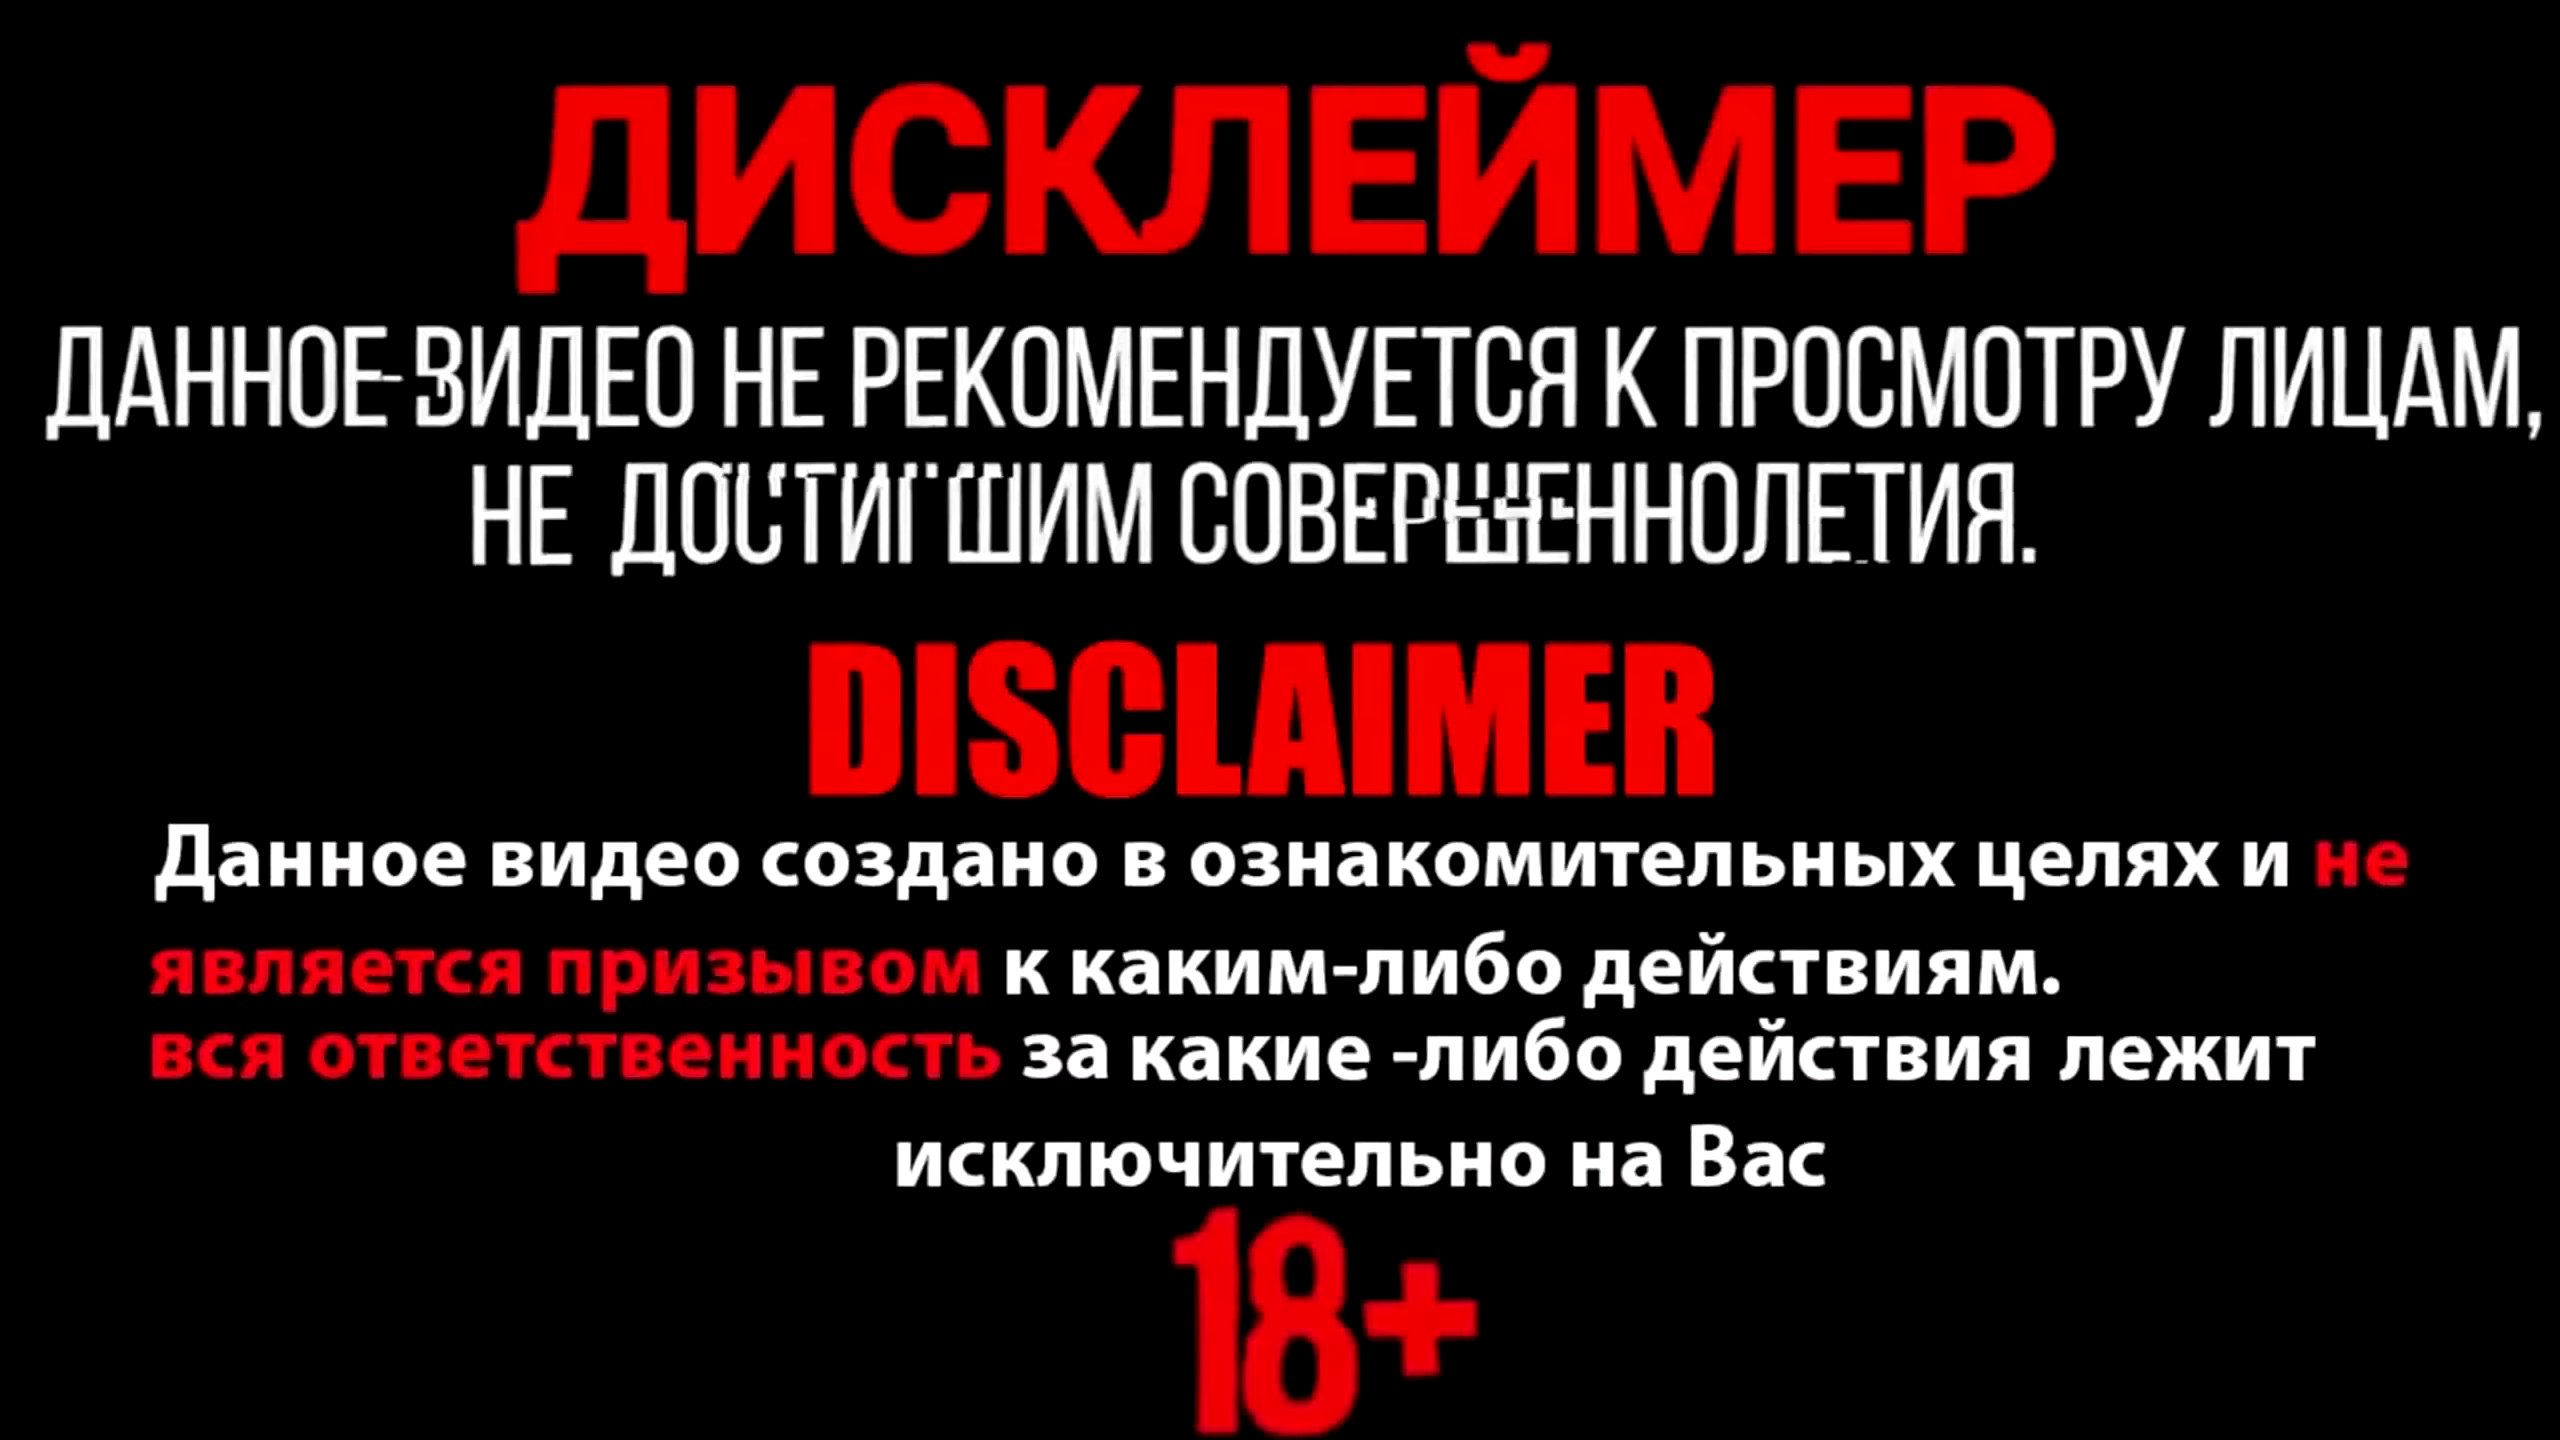 ДИСКЛЕЙМЕР
ДАННОЕ ВИДЕО НЕ РЕКОМЕНДУЕТСЯ К ПРОСМОТРУ ЛИЦАМ,
НЕ ДОСТИГШИМ СОВЕРШЕННОЛЕТИЯ.
DISCLAIMER
Данное видео создано в ознакомительных целях и не
является призывом к каким-либо действиям.
вся ответственность за какие -либо действия лежит
исключительно на Вас
18+